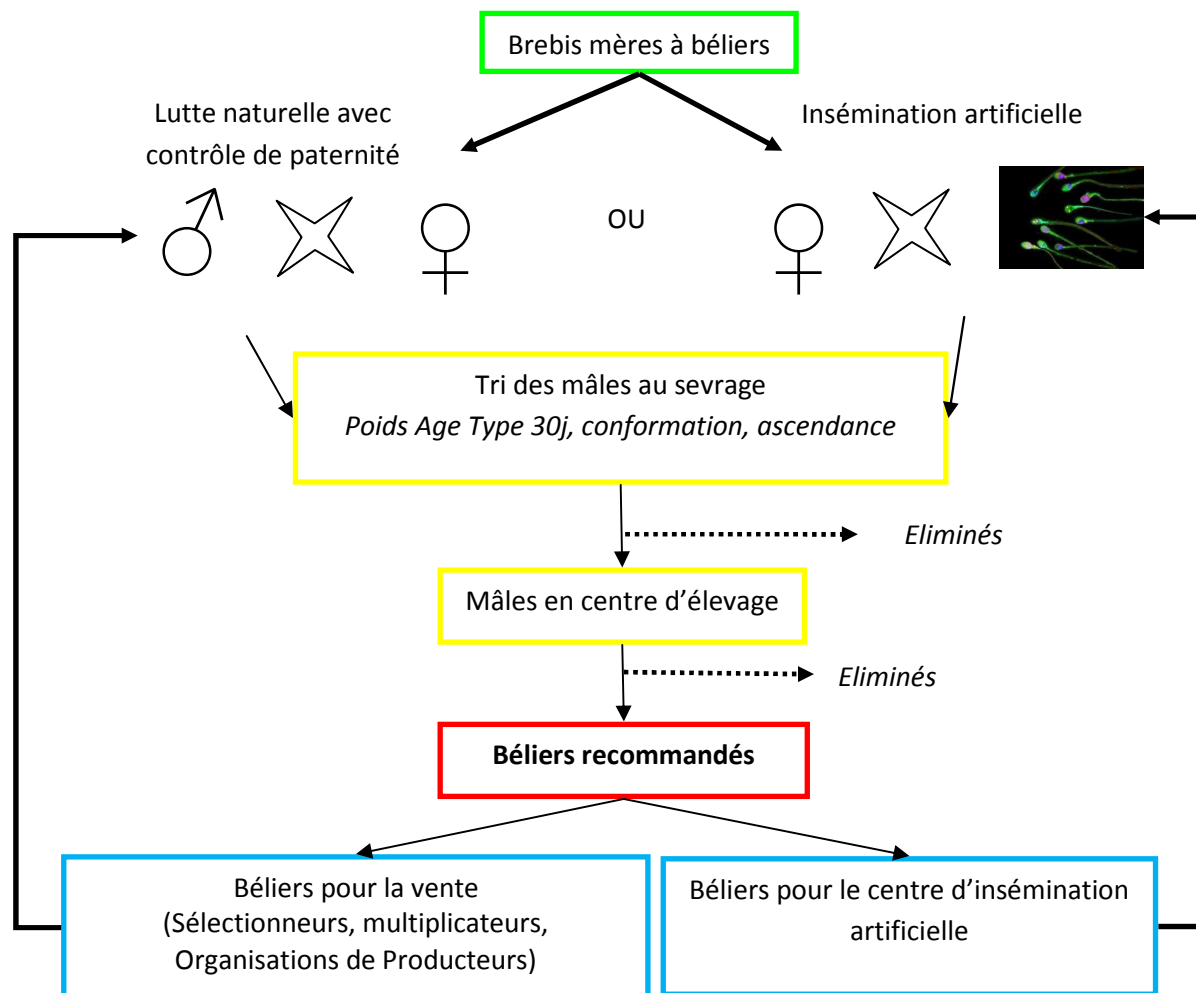 Brebis mères à béliers
Lutte naturelle avec
contrôle de paternité
Insémination artificielle
OU
Tri des mâles au sevrage
Poids Age Type 30j, conformation, ascendance
Eliminés
Mâles en centre d’élevage
Eliminés
Béliers recommandés
Béliers pour la vente
(Sélectionneurs, multiplicateurs,
Organisations de Producteurs)
Béliers pour le centre d’insémination
artificielle